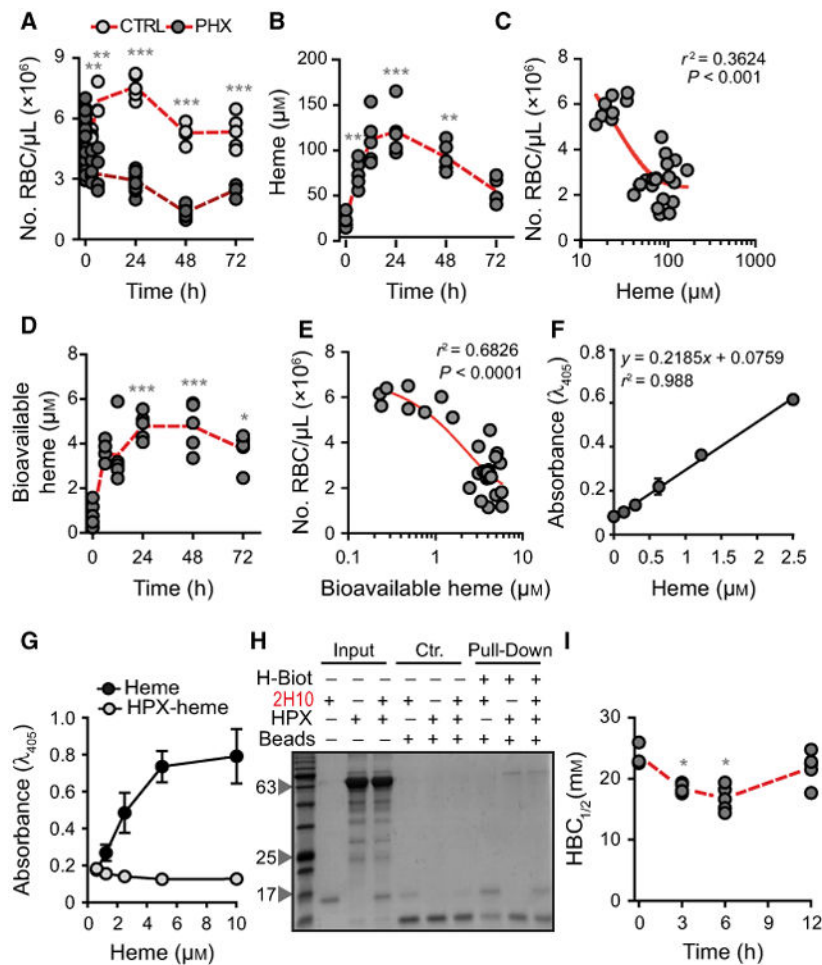 A
CTRL PHX
No. RBC/µL (×10⁶)
9
6
3
0
** ** *** *** ***
0 24 48 72
Time (h)
B
Heme (µM)
200
150
100
50
0
** *** **
0 24 48 72
Time (h)
C
r² = 0.3624
P < 0.001
No. RBC/µL (×10⁶)
8
6
4
2
0
10 100 1000
Heme (µM)
D
Bioavailable
heme (µM)
8
6
4
2
0
*** *** *
0 24 48 72
Time (h)
E
r² = 0.6826
P < 0.0001
No. RBC/µL (×10⁶)
8
6
4
2
0
0.1 1 10
Bioavailable heme (µM)
F
y = 0.2185x + 0.0759
r² = 0.988
Absorbance (λ₄₀₅)
0.8
0.6
0.4
0.2
0
0 0.5 1 1.5 2 2.5
Heme (µM)
G
Heme
HPX-heme
Absorbance (λ₄₀₅)
1.0
0.8
0.6
0.4
0.2
0
0 2 4 6 8 10
Heme (µM)
H
Input Ctr. Pull-Down
H-Biot – – – – – – + + +
2H10 + – + + – + + – +
HPX – + + – + + – + +
Beads – – – + + + + + +
63
25
17
I
HBC₁/₂ (mM)
30
20
10
0
* *
0 3 6 12
Time (h)